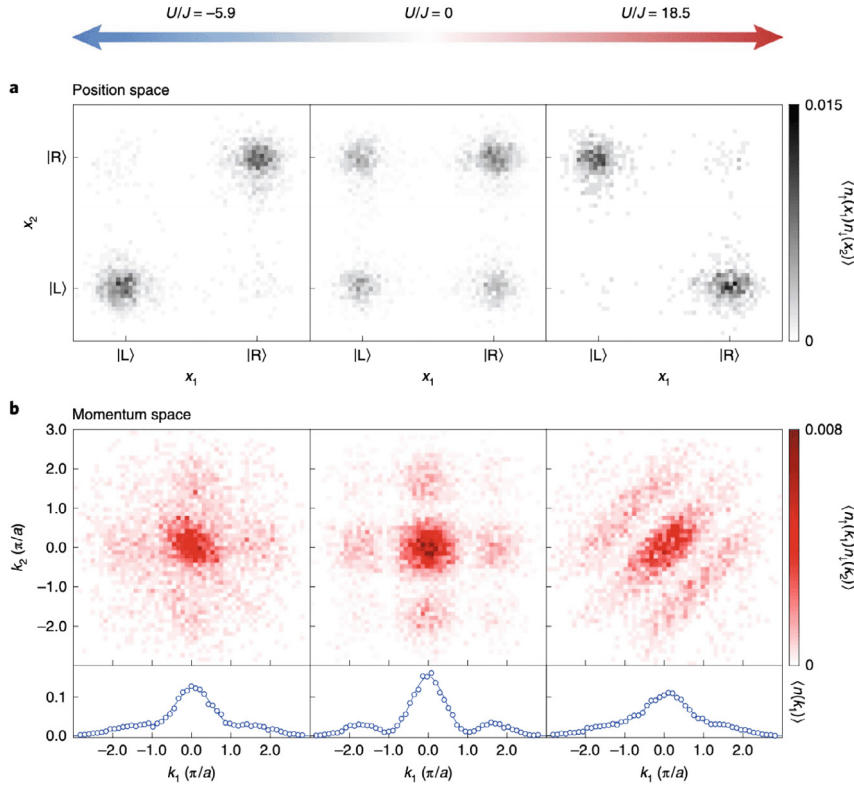 U/J = –5.9 U/J = 0 U/J = 18.5
a Position space
0.015
|R⟩
x₂
|L⟩
0
⟨n↑(x₁)n↓(x₂)⟩
|L⟩ |R⟩ |L⟩ |R⟩ |L⟩ |R⟩
x₁ x₁ x₁
b Momentum space
3.0
2.0
1.0
0.0
–1.0
–2.0
k₂ (π/a)
0.008
0
⟨n↑(k₁)n↓(k₂)⟩
0.1
0.0
⟨n(k₁)⟩
–2.0 –1.0 0.0 1.0 2.0 –2.0 –1.0 0.0 1.0 2.0 –2.0 –1.0 0.0 1.0 2.0
k₁ (π/a) k₁ (π/a) k₁ (π/a)